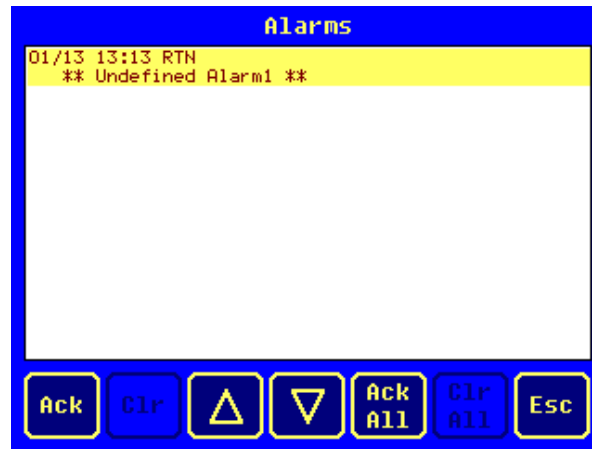 Alarms
01/13 13:13 RTN
** Undefined Alarm1 **
Ack
Clr
Ack
All
Clr
All
Esc